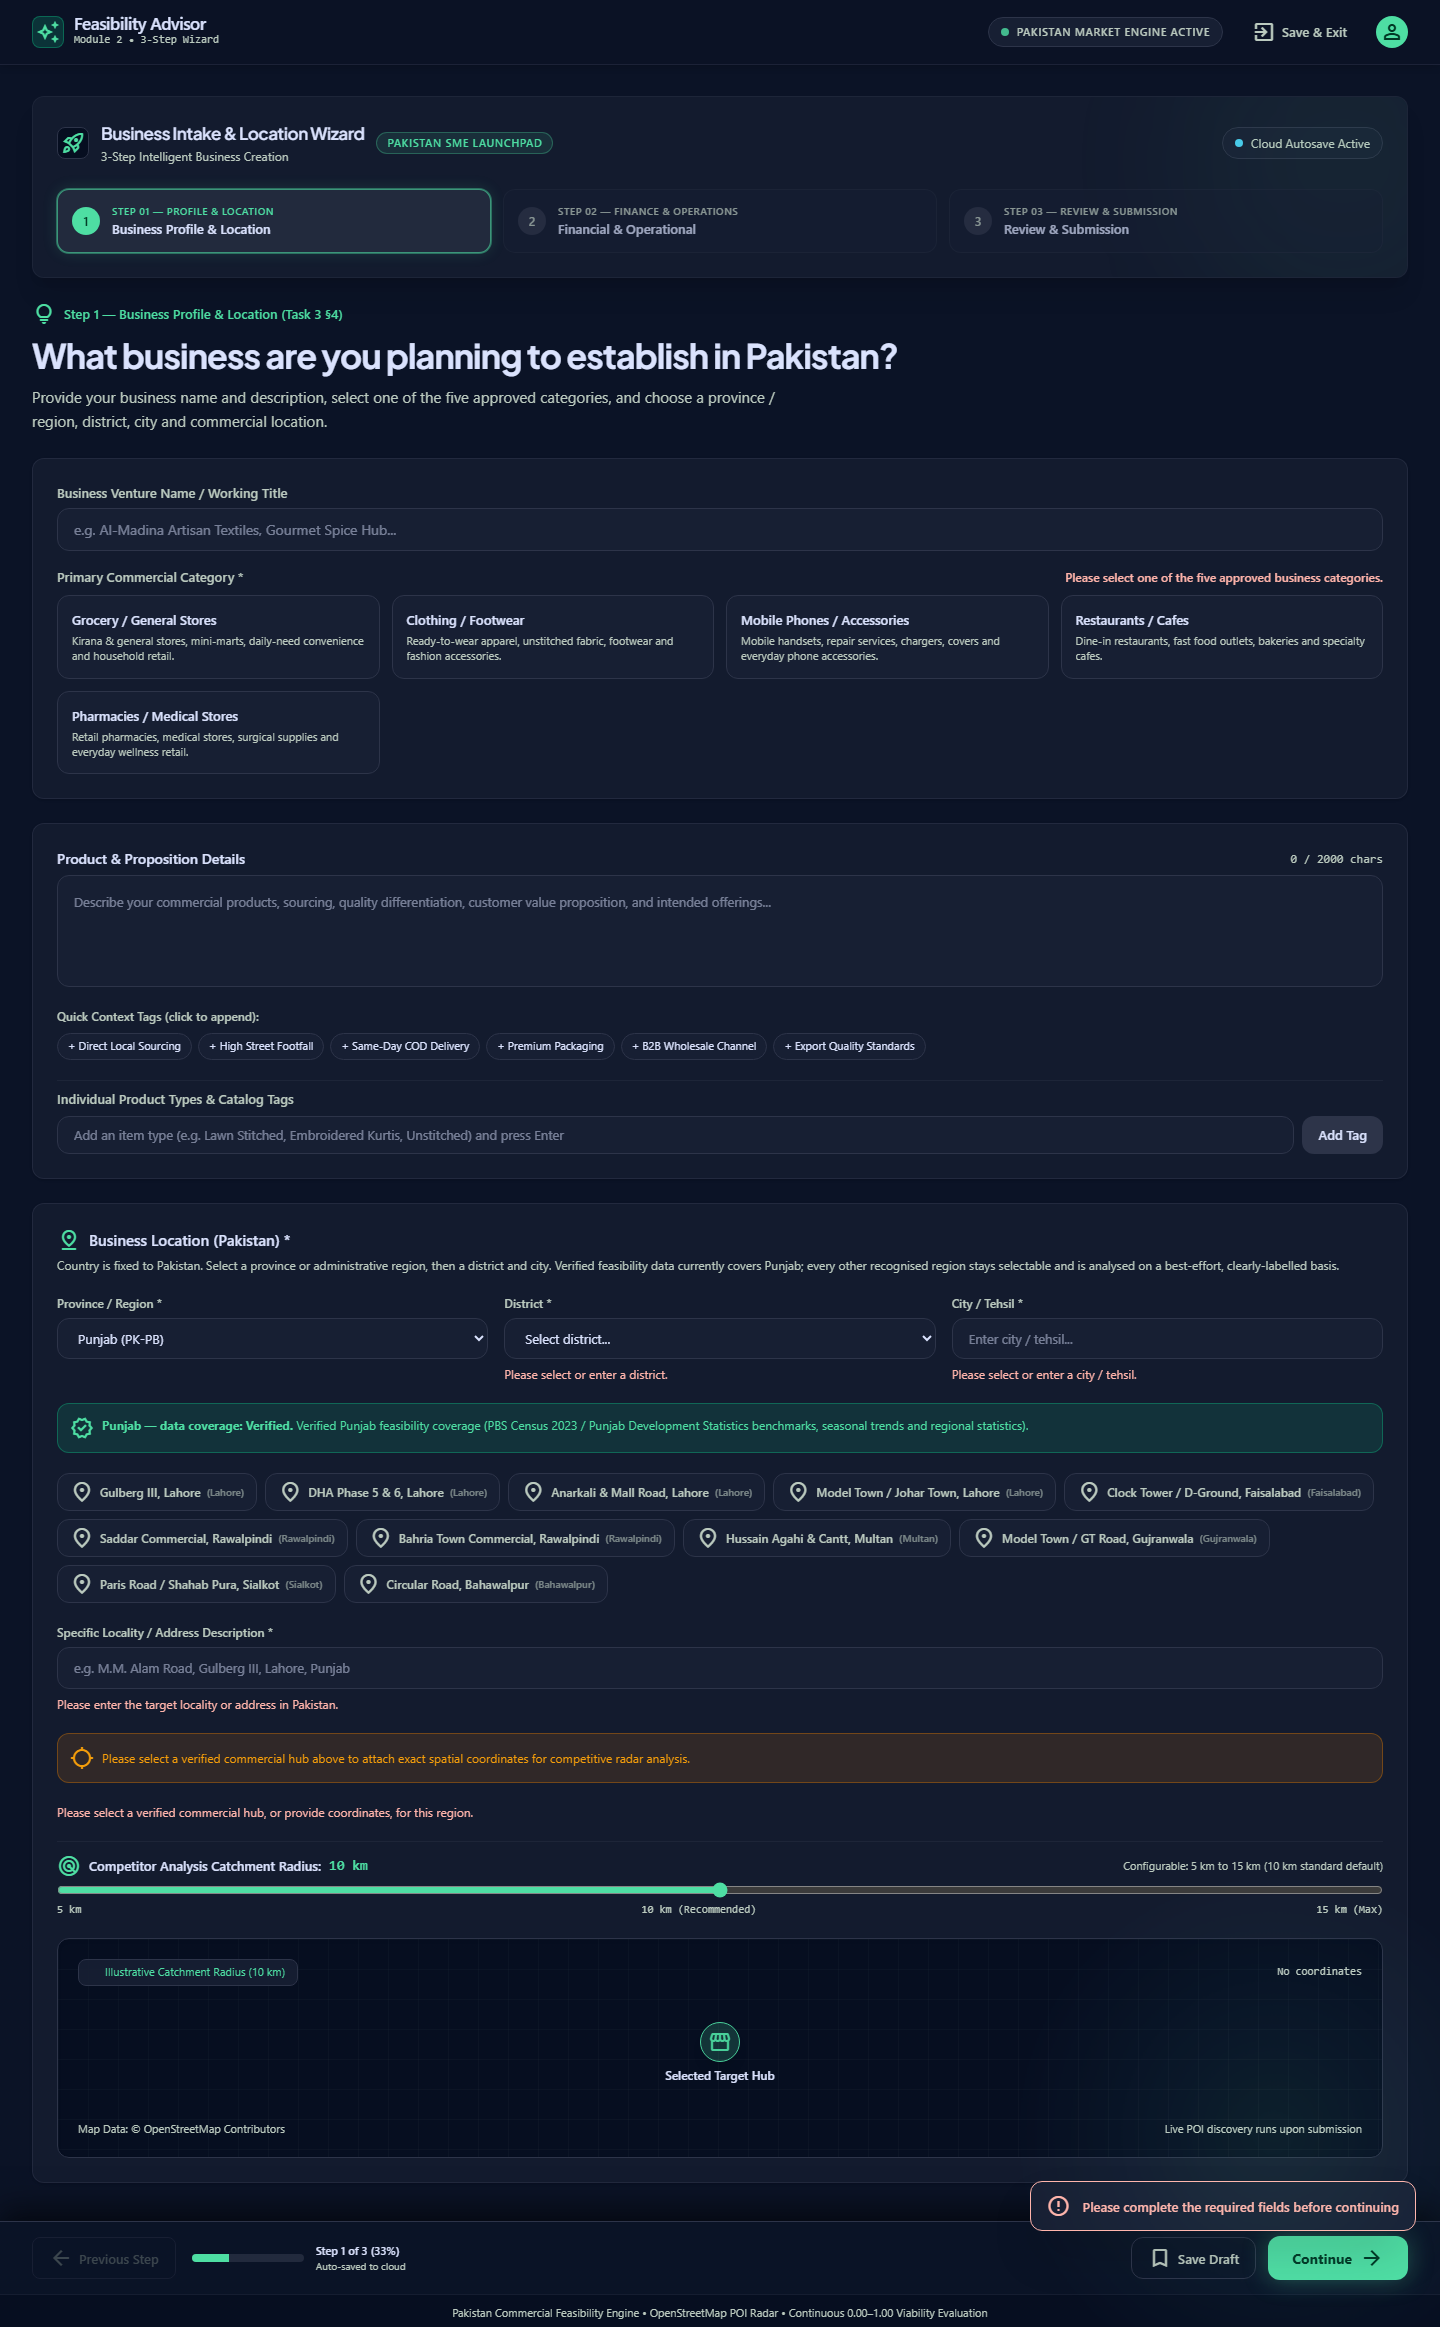 Feasibility Advisor
Module 2 • 3-Step Wizard
PAKISTAN MARKET ENGINE ACTIVE
Save & Exit
Business Intake & Location Wizard
3-Step Intelligent Business Creation
PAKISTAN SME LAUNCHPAD
Cloud Autosave Active
1
STEP 01 — PROFILE & LOCATION
Business Profile & Location
2
STEP 02 — FINANCE & OPERATIONS
Financial & Operational
3
STEP 03 — REVIEW & SUBMISSION
Review & Submission
Step 1 — Business Profile & Location (Task 3 §4)
What business are you planning to establish in Pakistan?
Provide your business name and description, select one of the five approved categories, and choose a province /
region, district, city and commercial location.
Business Venture Name / Working Title
e.g. Al-Madina Artisan Textiles, Gourmet Spice Hub...
Primary Commercial Category *
Please select one of the five approved business categories.
Grocery / General Stores
Kirana & general stores, mini-marts, daily-need convenience
and household retail.
Clothing / Footwear
Ready-to-wear apparel, unstitched fabric, footwear and
fashion accessories.
Mobile Phones / Accessories
Mobile handsets, repair services, chargers, covers and
everyday phone accessories.
Restaurants / Cafes
Dine-in restaurants, fast food outlets, bakeries and specialty
cafes.
Pharmacies / Medical Stores
Retail pharmacies, medical stores, surgical supplies and
everyday wellness retail.
Product & Proposition Details
0 / 2000 chars
Describe your commercial products, sourcing, quality differentiation, customer value proposition, and intended offerings...
Quick Context Tags (click to append):
+ Direct Local Sourcing
+ High Street Footfall
+ Same-Day COD Delivery
+ Premium Packaging
+ B2B Wholesale Channel
+ Export Quality Standards
Individual Product Types & Catalog Tags
Add an item type (e.g. Lawn Stitched, Embroidered Kurtis, Unstitched) and press Enter
Add Tag
Business Location (Pakistan) *
Country is fixed to Pakistan. Select a province or administrative region, then a district and city. Verified feasibility data currently covers Punjab; every other recognised region stays selectable and is analysed on a best-effort, clearly-labelled basis.
Province / Region *
District *
City / Tehsil *
Punjab (PK-PB)
Select district...
Enter city / tehsil...
Please select or enter a district.
Please select or enter a city / tehsil.
Punjab — data coverage: Verified. Verified Punjab feasibility coverage (PBS Census 2023 / Punjab Development Statistics benchmarks, seasonal trends and regional statistics).
Gulberg III, Lahore (Lahore)
DHA Phase 5 & 6, Lahore (Lahore)
Anarkali & Mall Road, Lahore (Lahore)
Model Town / Johar Town, Lahore (Lahore)
Clock Tower / D-Ground, Faisalabad (Faisalabad)
Saddar Commercial, Rawalpindi (Rawalpindi)
Bahria Town Commercial, Rawalpindi (Rawalpindi)
Hussain Agahi & Cantt, Multan (Multan)
Model Town / GT Road, Gujranwala (Gujranwala)
Paris Road / Shahab Pura, Sialkot (Sialkot)
Circular Road, Bahawalpur (Bahawalpur)
Specific Locality / Address Description *
e.g. M.M. Alam Road, Gulberg III, Lahore, Punjab
Please enter the target locality or address in Pakistan.
Please select a verified commercial hub above to attach exact spatial coordinates for competitive radar analysis.
Please select a verified commercial hub, or provide coordinates, for this region.
Competitor Analysis Catchment Radius: 10 km
Configurable: 5 km to 15 km (10 km standard default)
5 km
10 km (Recommended)
15 km (Max)
Illustrative Catchment Radius (10 km)
No coordinates
Selected Target Hub
Map Data: © OpenStreetMap Contributors
Live POI discovery runs upon submission
Please complete the required fields before continuing
Previous Step
Step 1 of 3 (33%)
Auto-saved to cloud
Save Draft
Continue
Pakistan Commercial Feasibility Engine • OpenStreetMap POI Radar • Continuous 0.00–1.00 Viability Evaluation